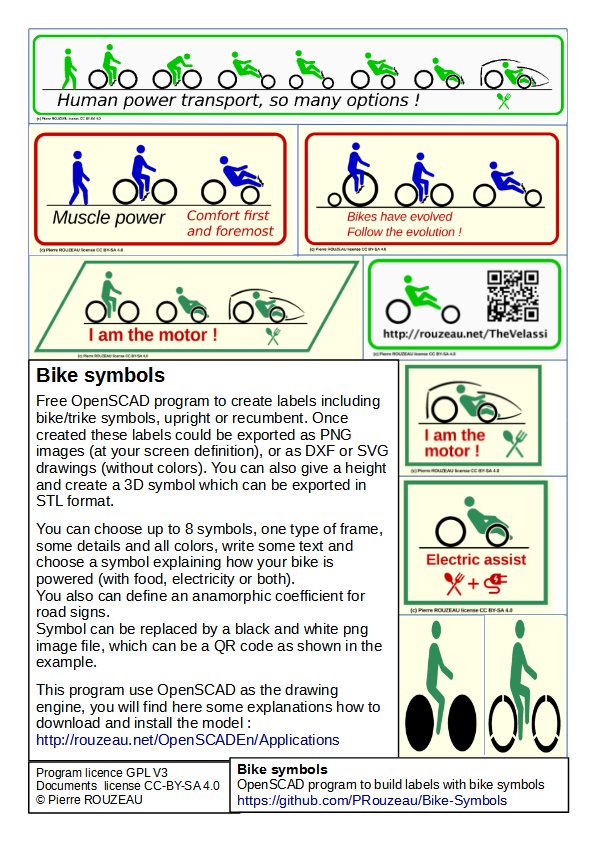 Human power transport, so many options !
(c) Pierre ROUZEAU license CC BY-SA 4.0
Muscle power
Comfort first
and foremost
(c) Pierre ROUZEAU license CC BY-SA 4.0
Bikes have evolved
Follow the evolution !
(c) Pierre ROUZEAU license CC BY-SA 4.0
I am the motor !
(c) Pierre ROUZEAU license CC BY-SA 4.0
http://rouzeau.net/TheVelassi
(c) Pierre ROUZEAU license CC BY-SA 4.0
Bike symbols
Free OpenSCAD program to create labels including
bike/trike symbols, upright or recumbent. Once
created these labels could be exported as PNG
images (at your screen definition), or as DXF or SVG
drawings (without colors). You can also give a height
and create a 3D symbol which can be exported in
STL format.
You can choose up to 8 symbols, one type of frame,
some details and all colors, write some text and
choose a symbol explaining how your bike is
powered (with food, electricity or both).
You also can define an anamorphic coefficient for
road signs.
Symbol can be replaced by a black and white png
image file, which can be a QR code as shown in the
example.
This program use OpenSCAD as the drawing
engine, you will find here some explanations how to
download and install the model :
http://rouzeau.net/OpenSCADEn/Applications
I am the
motor !
(c) Pierre ROUZEAU license CC BY-SA 4.0
Electric assist
+
(c) Pierre ROUZEAU license CC BY-SA 4.0
Program licence GPL V3
Documents license CC-BY-SA 4.0
© Pierre ROUZEAU
Bike symbols
OpenSCAD program to build labels with bike symbols
https://github.com/PRouzeau/Bike-Symbols